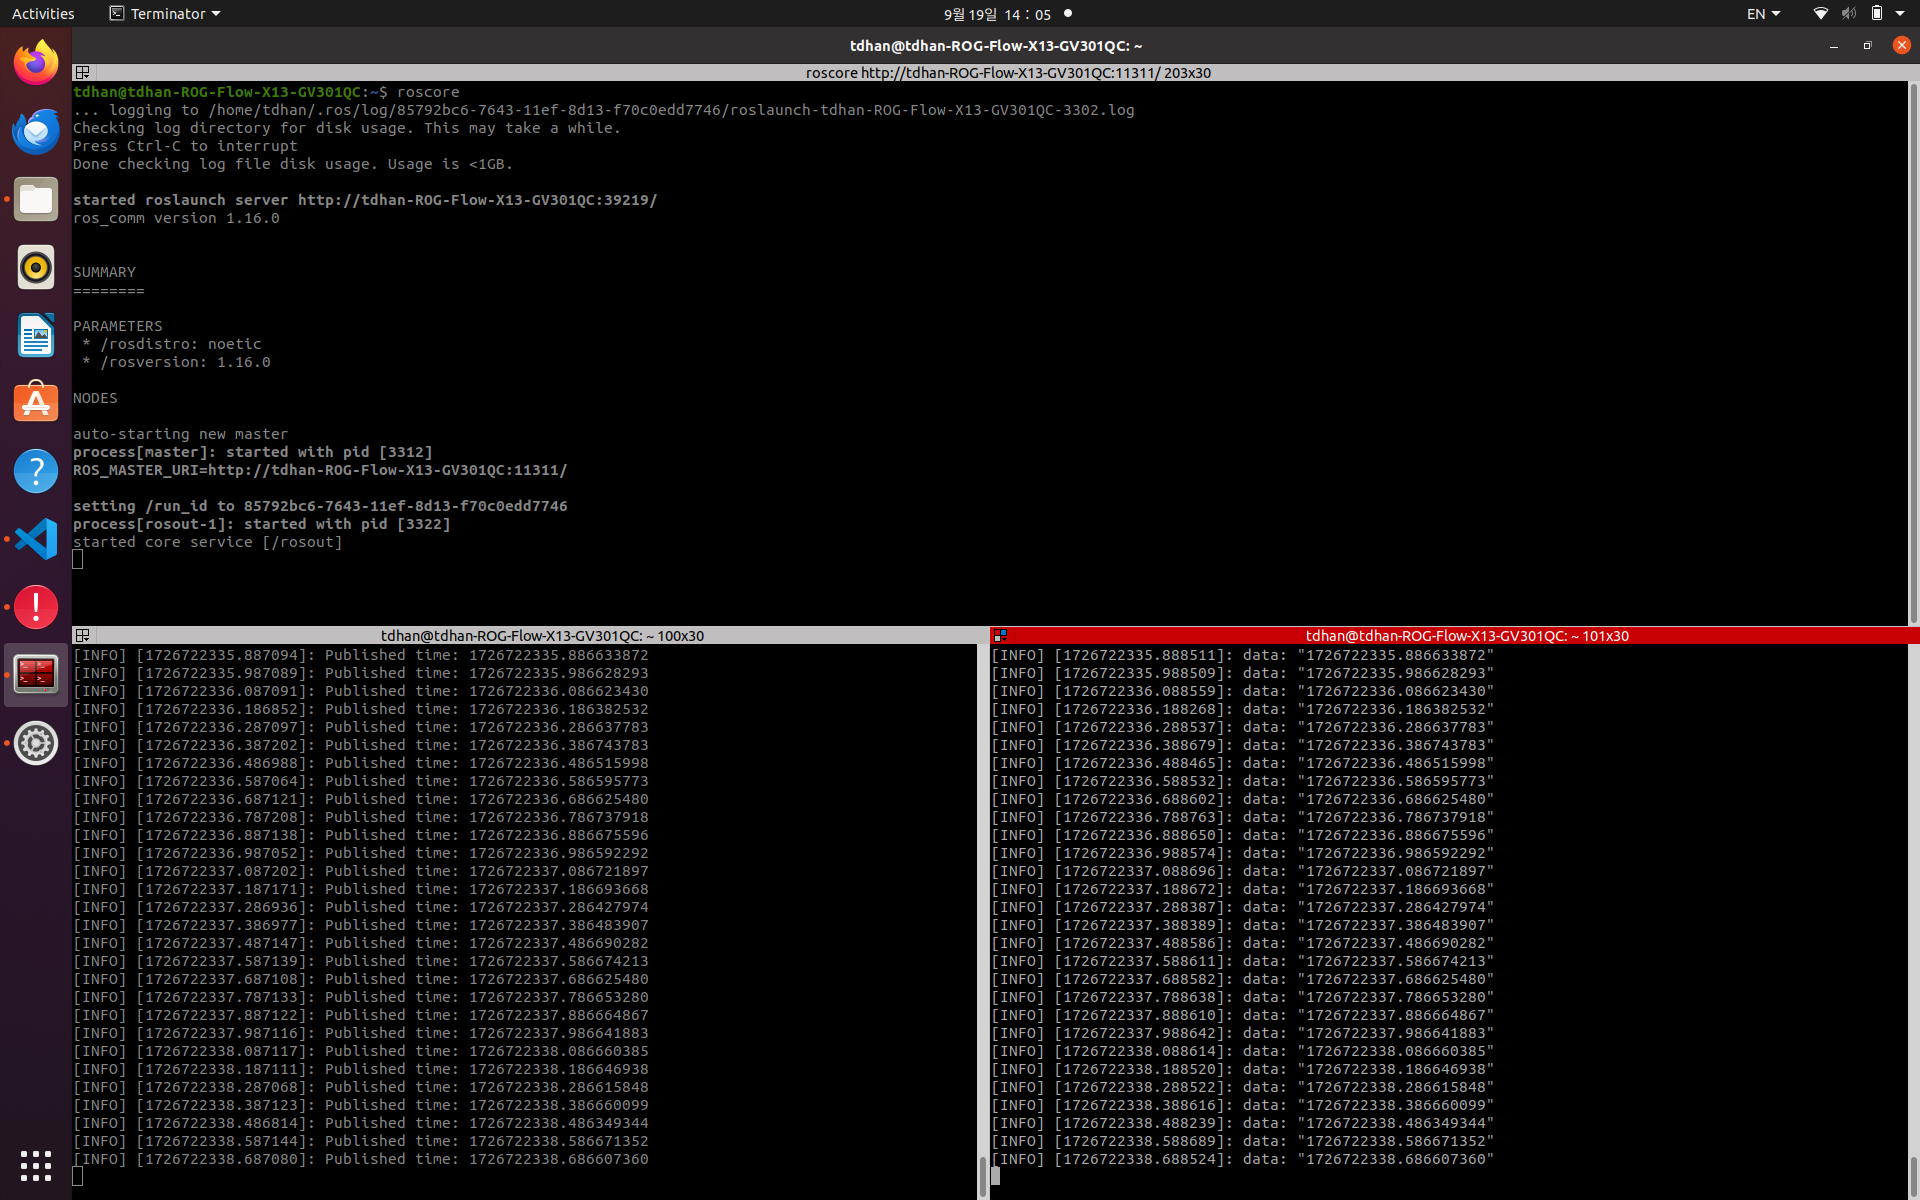 Activities
Terminator
9월 19일 14 : 05
EN
tdhan@tdhan-ROG-Flow-X13-GV301QC: ~
roscore http://tdhan-ROG-Flow-X13-GV301QC:11311/ 203x30
tdhan@tdhan-ROG-Flow-X13-GV301QC:~$ roscore
... logging to /home/tdhan/.ros/log/85792bc6-7643-11ef-8d13-f70c0edd7746/roslaunch-tdhan-ROG-Flow-X13-GV301QC-3302.log
Checking log directory for disk usage. This may take a while.
Press Ctrl-C to interrupt
Done checking log file disk usage. Usage is <1GB.
started roslaunch server http://tdhan-ROG-Flow-X13-GV301QC:39219/
ros_comm version 1.16.0
SUMMARY
========
PARAMETERS
* /rosdistro: noetic
* /rosversion: 1.16.0
NODES
auto-starting new master
process[master]: started with pid [3312]
ROS_MASTER_URI=http://tdhan-ROG-Flow-X13-GV301QC:11311/
setting /run_id to 85792bc6-7643-11ef-8d13-f70c0edd7746
process[rosout-1]: started with pid [3322]
started core service [/rosout]
tdhan@tdhan-ROG-Flow-X13-GV301QC: ~ 100x30
[INFO] [1726722335.887094]: Published time: 1726722335.886633872
[INFO] [1726722335.987089]: Published time: 1726722335.986628293
[INFO] [1726722336.087091]: Published time: 1726722336.086623430
[INFO] [1726722336.186852]: Published time: 1726722336.186382532
[INFO] [1726722336.287097]: Published time: 1726722336.286637783
[INFO] [1726722336.387202]: Published time: 1726722336.386743783
[INFO] [1726722336.486988]: Published time: 1726722336.486515998
[INFO] [1726722336.587064]: Published time: 1726722336.586595773
[INFO] [1726722336.687121]: Published time: 1726722336.686625480
[INFO] [1726722336.787208]: Published time: 1726722336.786737918
[INFO] [1726722336.887138]: Published time: 1726722336.886675596
[INFO] [1726722336.987052]: Published time: 1726722336.986592292
[INFO] [1726722337.087202]: Published time: 1726722337.086721897
[INFO] [1726722337.187171]: Published time: 1726722337.186693668
[INFO] [1726722337.286936]: Published time: 1726722337.286427974
[INFO] [1726722337.386977]: Published time: 1726722337.386483907
[INFO] [1726722337.487147]: Published time: 1726722337.486690282
[INFO] [1726722337.587139]: Published time: 1726722337.586674213
[INFO] [1726722337.687108]: Published time: 1726722337.686625480
[INFO] [1726722337.787133]: Published time: 1726722337.786653280
[INFO] [1726722337.887122]: Published time: 1726722337.886664867
[INFO] [1726722337.987116]: Published time: 1726722337.986641883
[INFO] [1726722338.087117]: Published time: 1726722338.086660385
[INFO] [1726722338.187111]: Published time: 1726722338.186646938
[INFO] [1726722338.287068]: Published time: 1726722338.286615848
[INFO] [1726722338.387123]: Published time: 1726722338.386660099
[INFO] [1726722338.486814]: Published time: 1726722338.486349344
[INFO] [1726722338.587144]: Published time: 1726722338.586671352
[INFO] [1726722338.687080]: Published time: 1726722338.686607360
tdhan@tdhan-ROG-Flow-X13-GV301QC: ~ 101x30
[INFO] [1726722335.888511]: data: "1726722335.886633872"
[INFO] [1726722335.988509]: data: "1726722335.986628293"
[INFO] [1726722336.088559]: data: "1726722336.086623430"
[INFO] [1726722336.188268]: data: "1726722336.186382532"
[INFO] [1726722336.288537]: data: "1726722336.286637783"
[INFO] [1726722336.388679]: data: "1726722336.386743783"
[INFO] [1726722336.488465]: data: "1726722336.486515998"
[INFO] [1726722336.588532]: data: "1726722336.586595773"
[INFO] [1726722336.688602]: data: "1726722336.686625480"
[INFO] [1726722336.788763]: data: "1726722336.786737918"
[INFO] [1726722336.888650]: data: "1726722336.886675596"
[INFO] [1726722336.988574]: data: "1726722336.986592292"
[INFO] [1726722337.088696]: data: "1726722337.086721897"
[INFO] [1726722337.188672]: data: "1726722337.186693668"
[INFO] [1726722337.288387]: data: "1726722337.286427974"
[INFO] [1726722337.388389]: data: "1726722337.386483907"
[INFO] [1726722337.488586]: data: "1726722337.486690282"
[INFO] [1726722337.588611]: data: "1726722337.586674213"
[INFO] [1726722337.688582]: data: "1726722337.686625480"
[INFO] [1726722337.788638]: data: "1726722337.786653280"
[INFO] [1726722337.888610]: data: "1726722337.886664867"
[INFO] [1726722337.988642]: data: "1726722337.986641883"
[INFO] [1726722338.088614]: data: "1726722338.086660385"
[INFO] [1726722338.188520]: data: "1726722338.186646938"
[INFO] [1726722338.288522]: data: "1726722338.286615848"
[INFO] [1726722338.388616]: data: "1726722338.386660099"
[INFO] [1726722338.488239]: data: "1726722338.486349344"
[INFO] [1726722338.588689]: data: "1726722338.586671352"
[INFO] [1726722338.688524]: data: "1726722338.686607360"